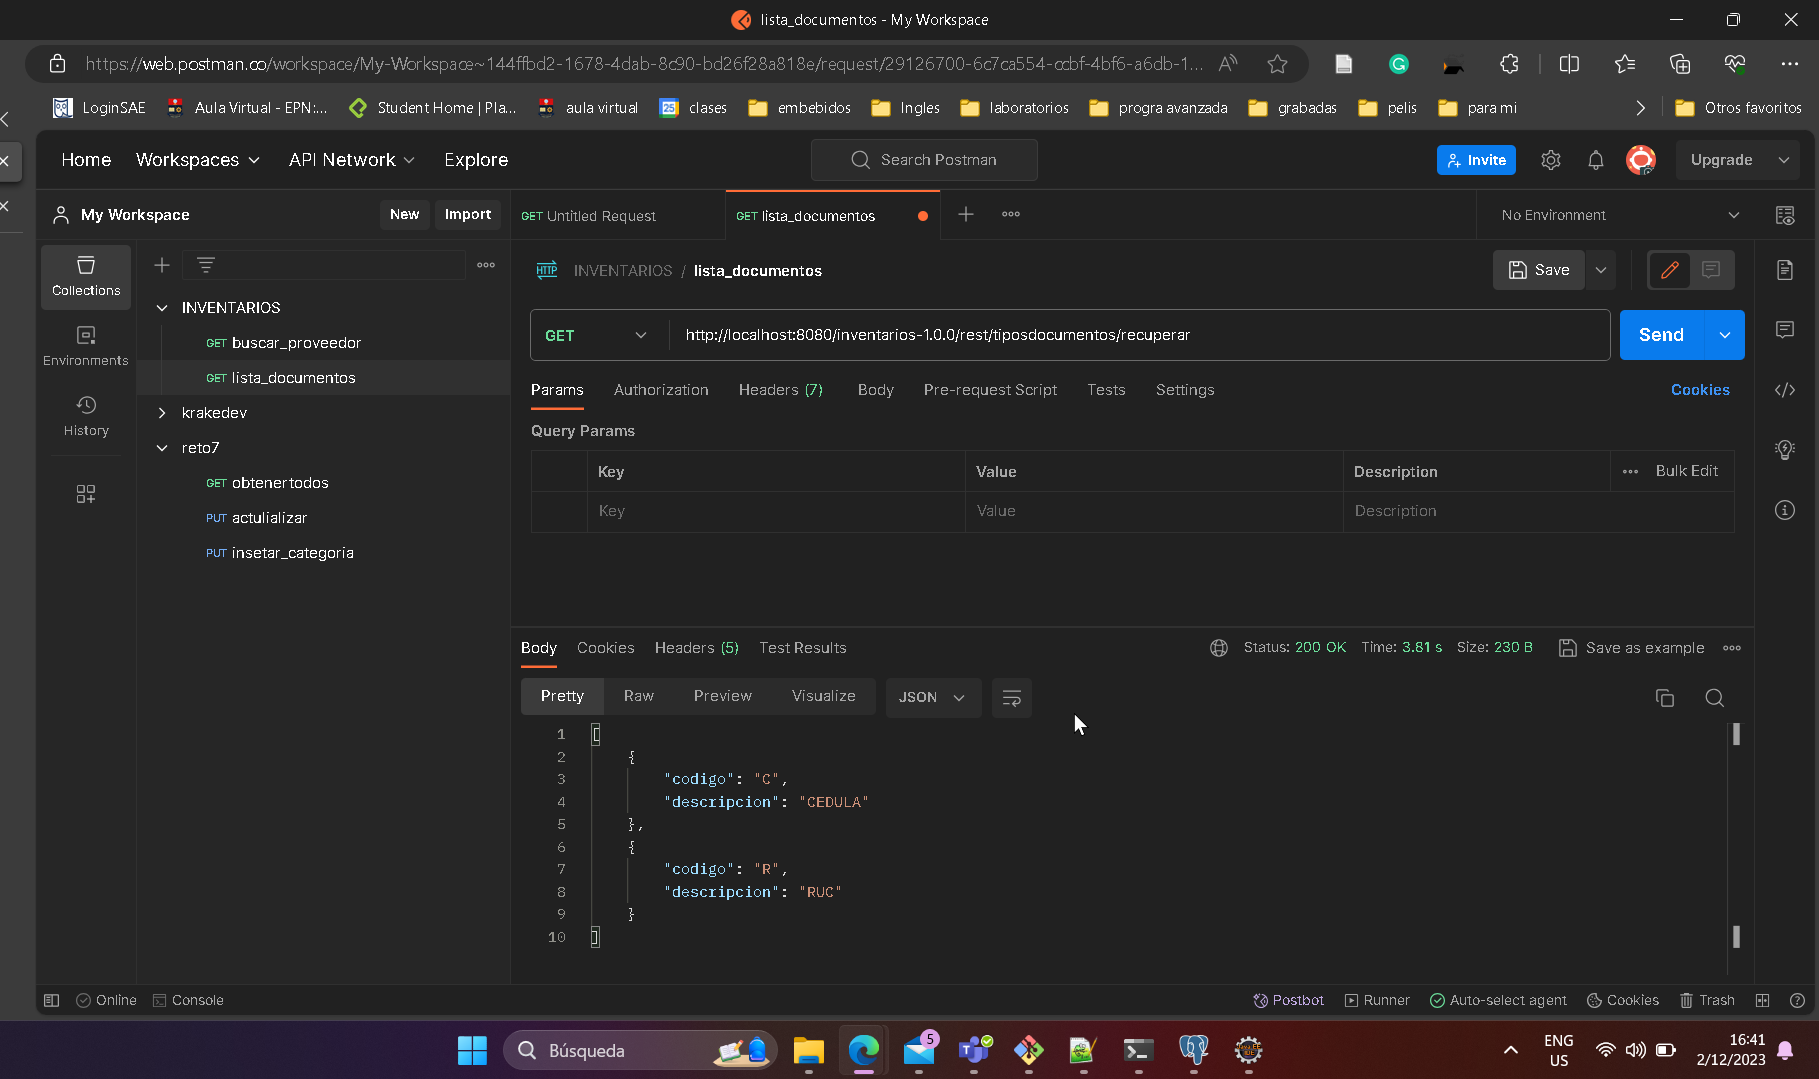 lista_documentos - My Workspace
https://web.postman.co/workspace/My-Workspace~144ffbd2-1678-4dab-8c90-bd26f28a818e/request/29126700-6c7ca554-ccbf-4bf6-a6db-1...
LoginSAE
Aula Virtual - EPN:...
Student Home | Pla...
aula virtual
clases
embebidos
Ingles
laboratorios
progra avanzada
grabadas
pelis
para mi
Otros favoritos
Home
Workspaces
API Network
Explore
Search Postman
Invite
Upgrade
My Workspace
New
Import
GET Untitled Request
GET lista_documentos
No Environment
Collections
Environments
History
INVENTARIOS
GET buscar_proveedor
GET lista_documentos
krakedev
reto7
GET obtenertodos
PUT actulializar
PUT insetar_categoria
HTTP
INVENTARIOS / lista_documentos
Save
GET
http://localhost:8080/inventarios-1.0.0/rest/tiposdocumentos/recuperar
Send
Params
Authorization
Headers (7)
Body
Pre-request Script
Tests
Settings
Cookies
Query Params
Key
Value
Description
Bulk Edit
Key
Value
Description
Body
Cookies
Headers (5)
Test Results
Status: 200 OK
Time: 3.81 s
Size: 230 B
Save as example
Pretty
Raw
Preview
Visualize
JSON
1 [
2 {
3 "codigo": "C",
4 "descripcion": "CEDULA"
5 },
6 {
7 "codigo": "R",
8 "descripcion": "RUC"
9 }
10 ]
Online
Console
Postbot
Runner
Auto-select agent
Cookies
Trash
Búsqueda
5
ENG
US
16:41
2/12/2023